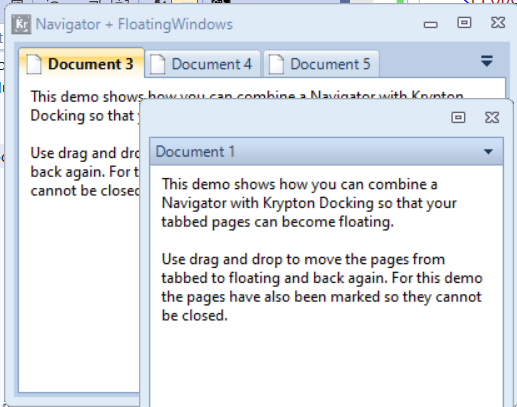 Kr Navigator + FloatingWindows
Document 3 Document 4 Document 5
This demo shows how you can combine a Navigator with Krypton
Docking so that
Use drag and
back again. For
cannot be closed
Document 1
This demo shows how you can combine a
Navigator with Krypton Docking so that your
tabbed pages can become floating.
Use drag and drop to move the pages from
tabbed to floating and back again. For this demo
the pages have also been marked so they cannot
be closed.